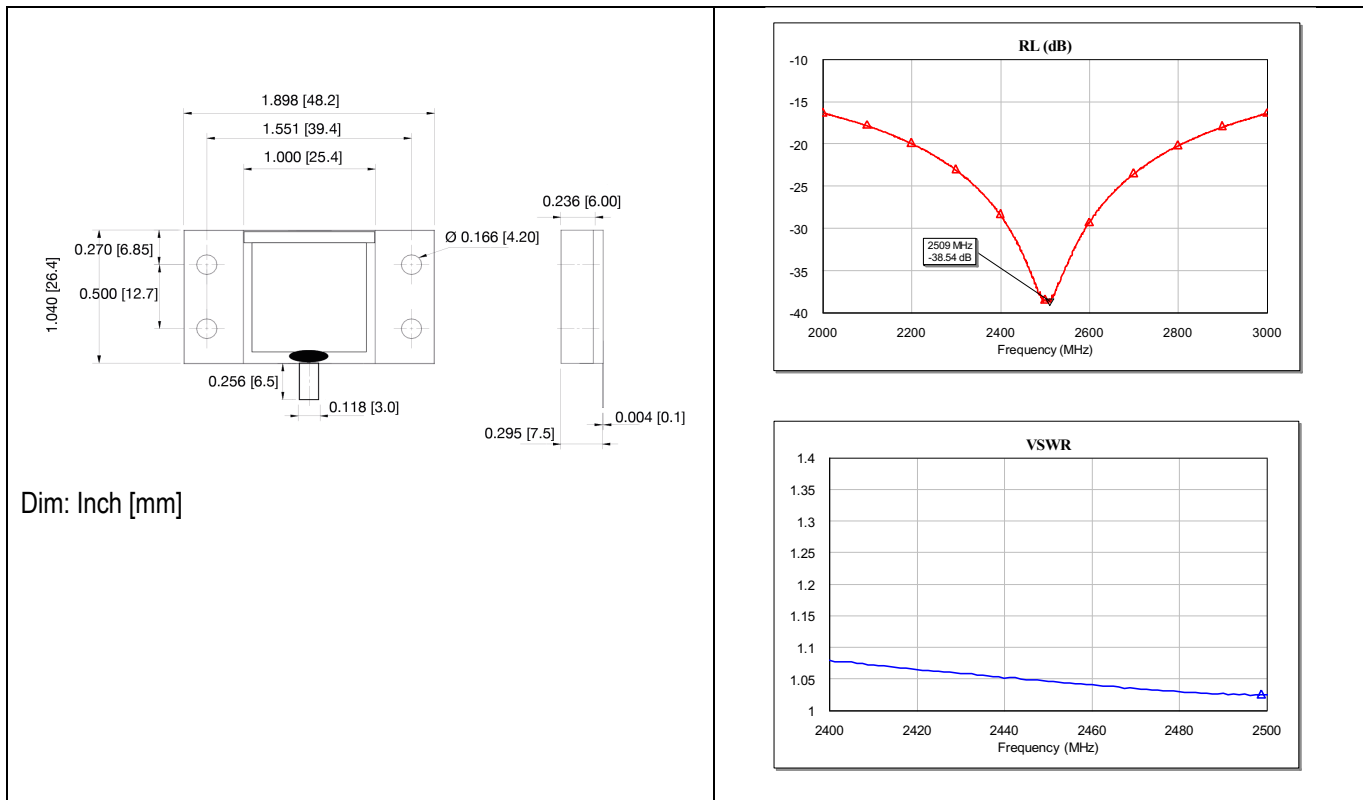 1.898 [48.2]
1.551 [39.4]
1.000 [25.4]
0.236 [6.00]
0.270 [6.85]
Ø 0.166 [4.20]
1.040 [26.4]
0.500 [12.7]
0.256 [6.5]
0.118 [3.0]
0.004 [0.1]
0.295 [7.5]
Dim: Inch [mm]
RL (dB)
-10
-15
-20
-25
-30
-35
-40
2509 MHz
-38.54 dB
2000 2200 2400 2600 2800 3000
Frequency (MHz)
VSWR
1.4
1.35
1.3
1.25
1.2
1.15
1.1
1.05
1
2400 2420 2440 2460 2480 2500
Frequency (MHz)